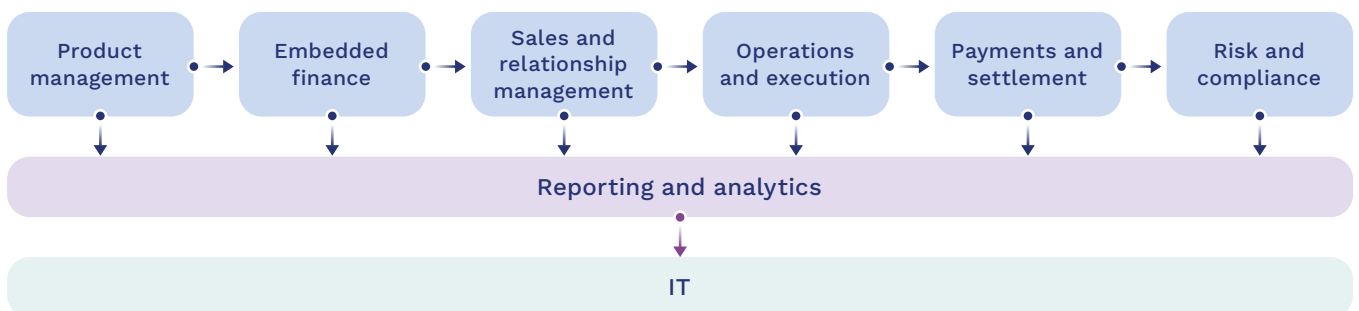 Product
management
Embedded
finance
Sales and
relationship
management
Operations
and execution
Payments and
settlement
Risk and
compliance
Reporting and analytics
IT